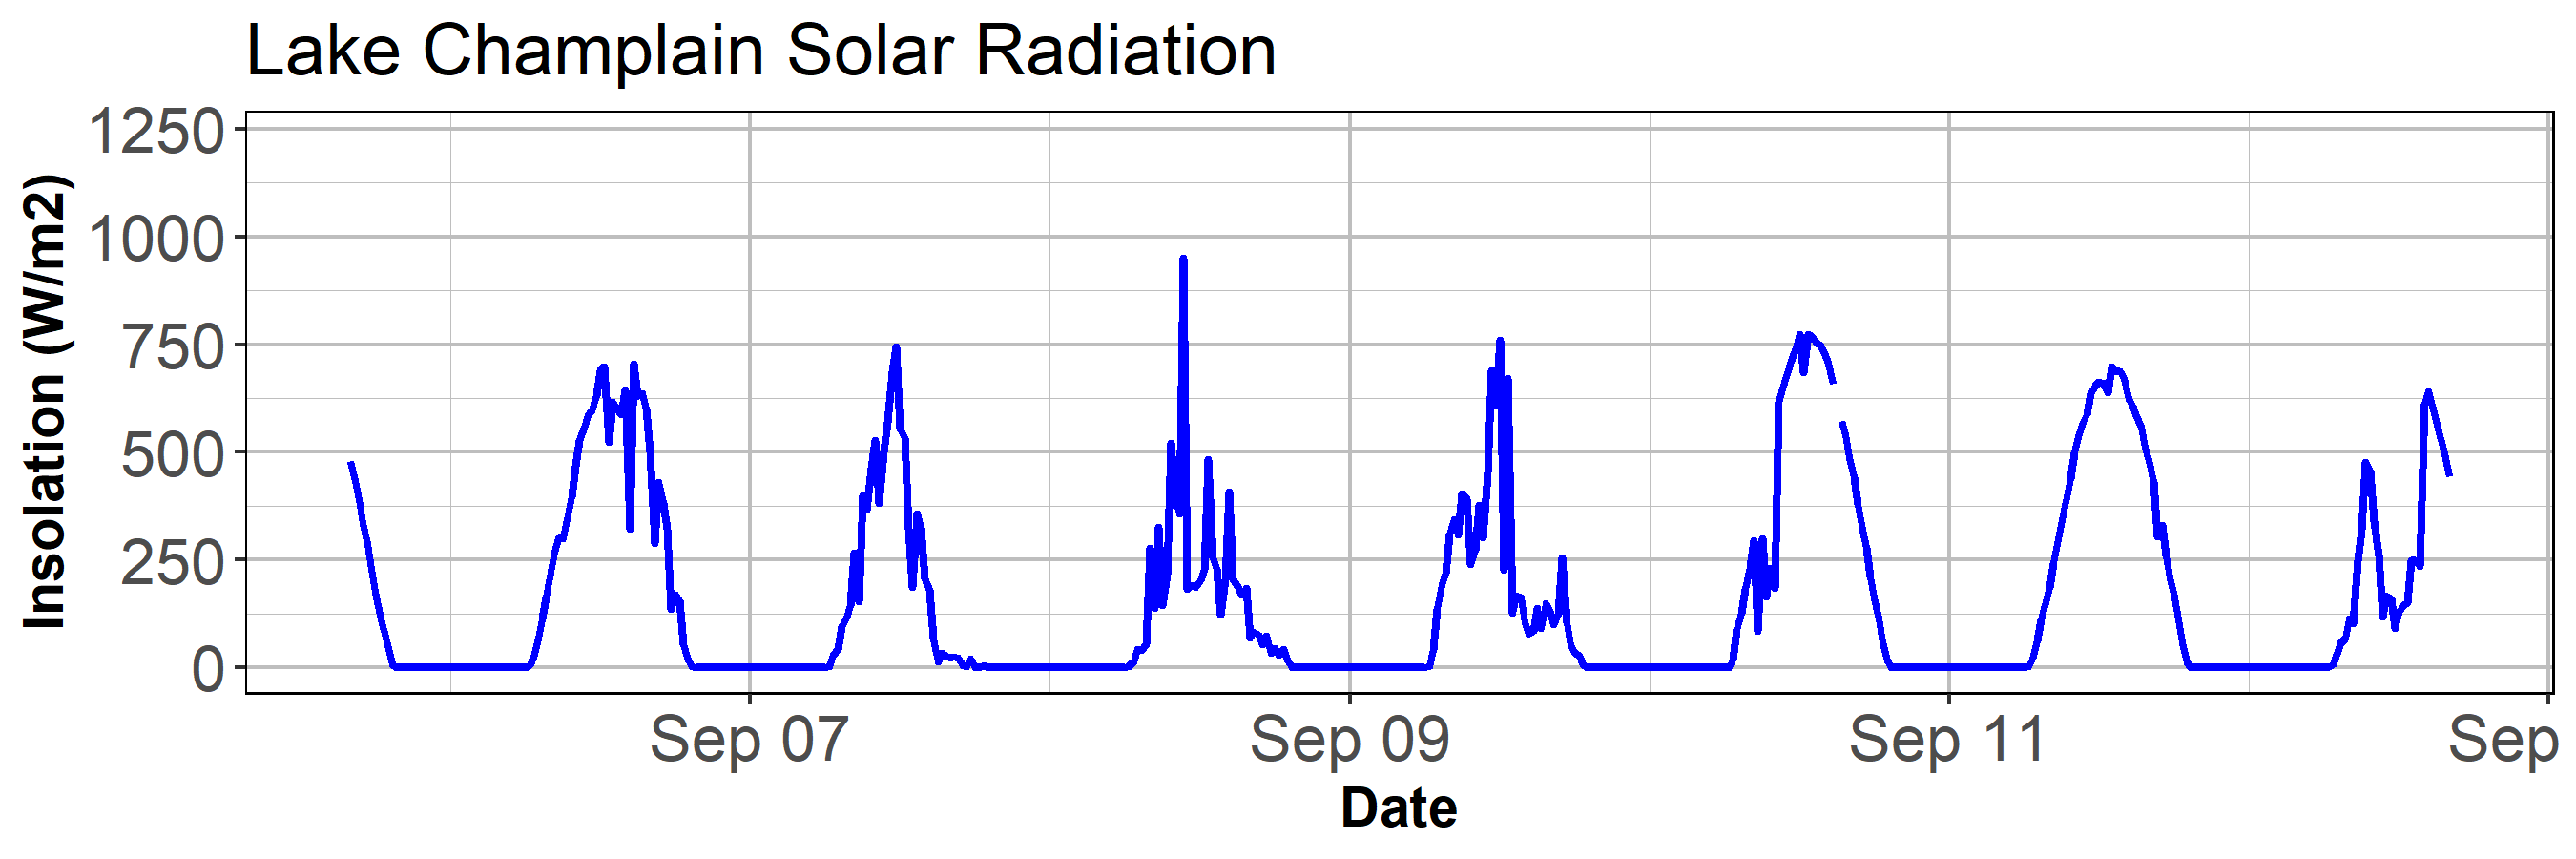 Lake Champlain Solar Radiation
1250
1000
750
500
250
0
Insolation (W/m2)
Sep 07 Sep 09 Sep 11 Sep
Date